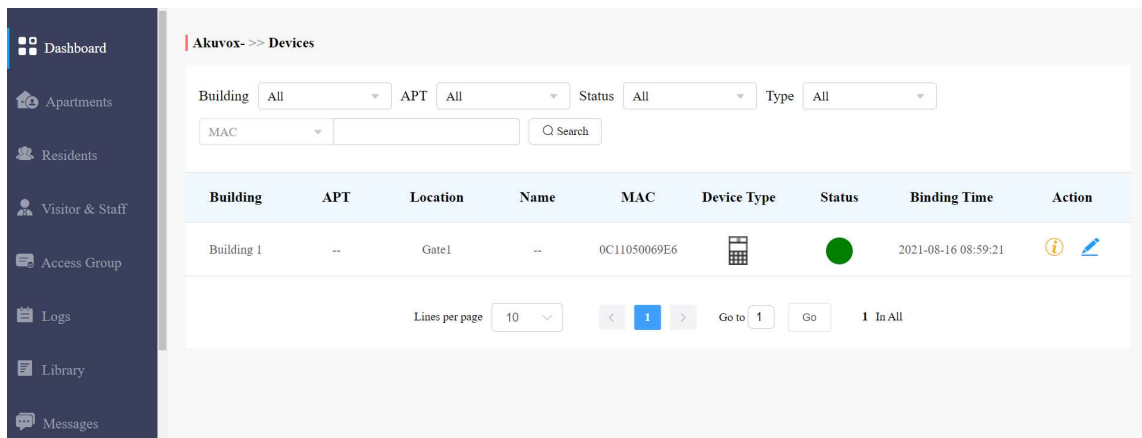 Dashboard
Apartments
Residents
Visitor & Staff
Access Group
Logs
Library
Messages
Akuvox- >> Devices
Building All APT All Status All Type All
MAC Search
Building APT Location Name MAC Device Type Status Binding Time Action
Building 1 -- Gate1 -- 0C11050069E6 2021-08-16 08:59:21 i
Lines per page 10 < 1 > Go to 1 Go 1 In All